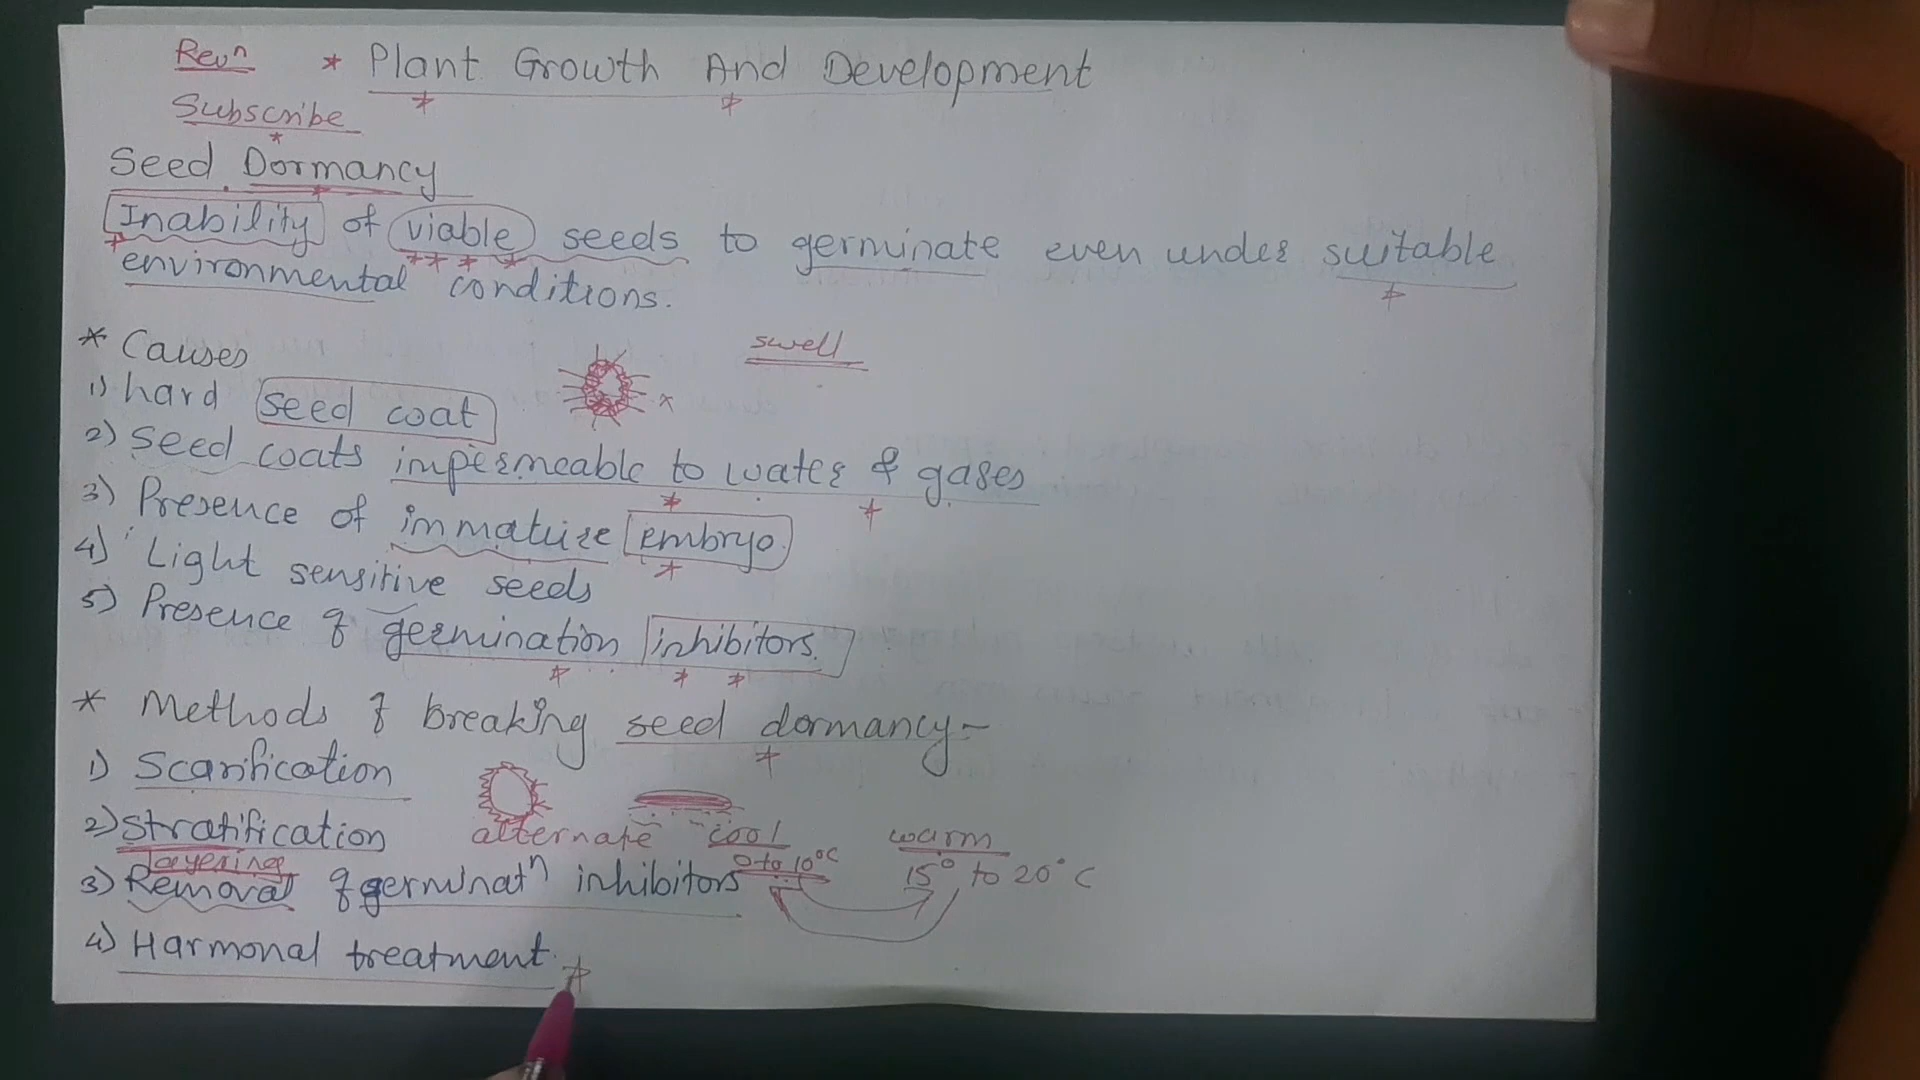 Revn * Plant Growth And Development
Subscribe
Seed Dormancy
Inability of viable seeds to germinate even under suitable
environmental conditions.
* Causes
swell
1) hard seed coat
2) Seed coats impermeable to water & gases
3) Presence of immature embryo.
4) Light sensitive seeds
5) Presence of germination inhibitors.
* Methods of breaking seed dormancy-
1) Scarification
2) Stratification alternate cool warm
layering 0 to 10°C 15° to 20°C
3) Removal of germinatn inhibitors
4) Harmonal treatment.